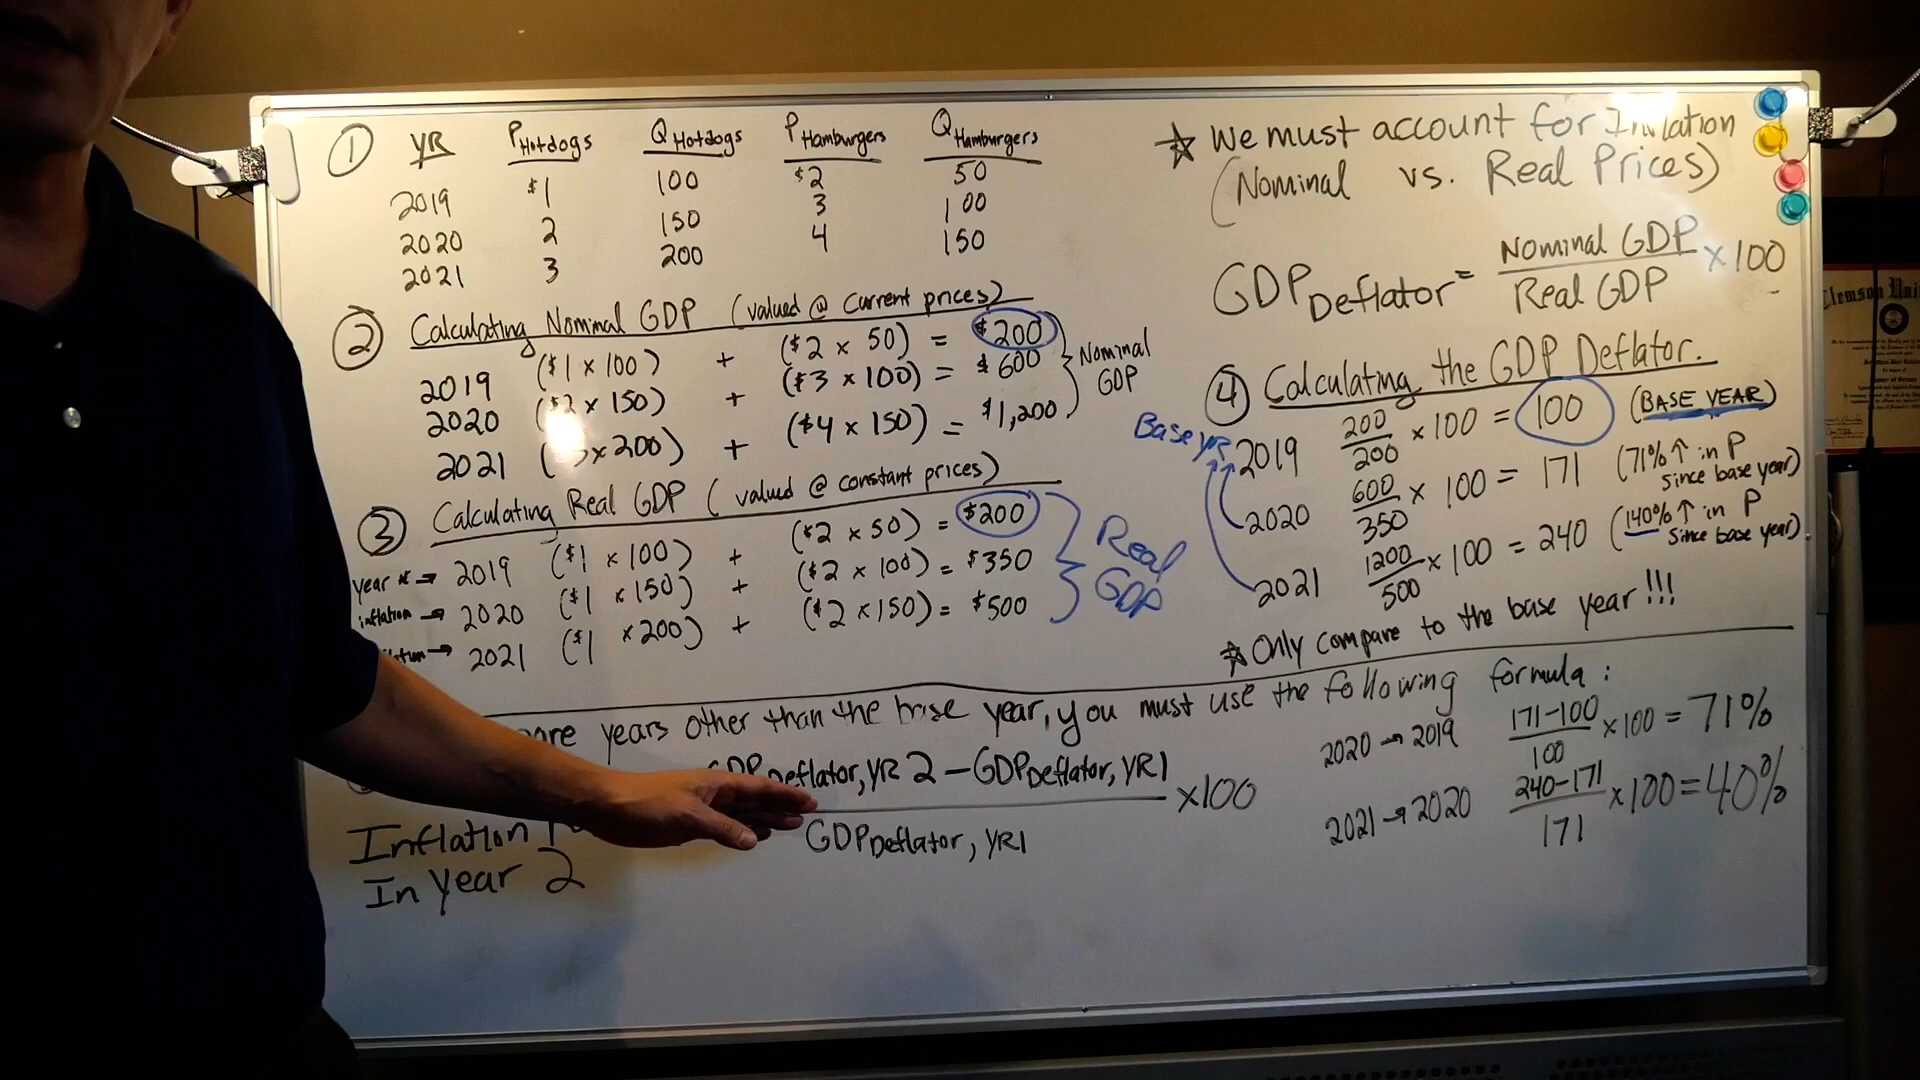 ① YR P Hotdogs Q Hotdogs P Hamburgers Q Hamburgers
2019 $1 100 $2 50
2020 2 150 3 100
2021 3 200 4 150
② Calculating Nominal GDP (valued @ current prices)
2019 ($1 x 100) + ($2 x 50) = $200
2020 ($2 x 150) + ($3 x 100) = $600
2021 x 200) + ($4 x 150) = $1,200
Nominal
GDP
③ Calculating Real GDP (valued @ constant prices)
year * → 2019 ($1 x 100) + ($2 x 50) = $200
inflation → 2020 ($1 x 150) + ($2 x 100) = $350
→ 2021 ($1 x 200) + ($2 x 150) = $500
Real
GDP
☆ We must account for Inflation
(Nominal vs. Real Prices)
GDP Deflator = Nominal GDP / Real GDP x 100
④ Calculating the GDP Deflator.
Base YR 2019 200/200 x 100 = 100 (BASE YEAR)
2020 600/350 x 100 = 171 (71% ↑ in P
since base year)
2021 1200/500 x 100 = 240 (140% ↑ in P
since base year)
☆ Only compare to the base year!!!
years other than the base year, you must use the following formula:
Inflation
In Year 2
GDP Deflator, YR 2 - GDP Deflator, YR1
x100
GDP Deflator, YR1
2020 → 2019 171-100/100 x 100 = 71%
2021 → 2020 240-171/171 x 100 = 40%
Clemson